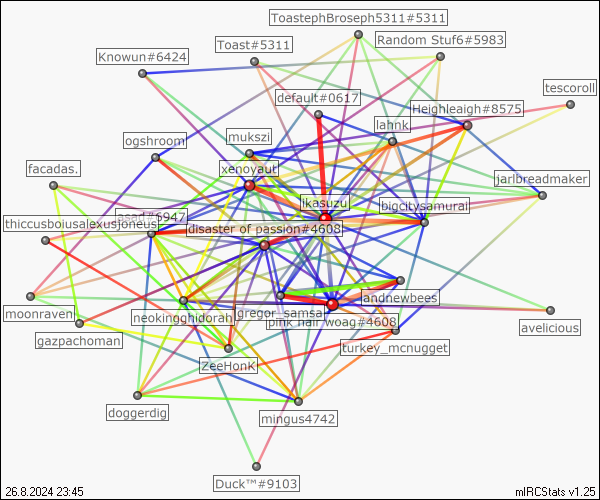 ToastephBroseph5311#5311
Toast#5311
Random Stuf6#5983
Knowun#6424
tescoroll
default#0617
Heighleigh#8575
lahnk
mukszi
ogshroom
xenoyaut
facadas.
jarlbreadmaker
ikasuzu
bigcitysamurai
asad#6947
thiccusboiusalexusjoneus
disaster of passion#4608
andnewbees
moonraven
neokingghidorah
gregor_samsa
pink hair woag#4608
avelicious
gazpachoman
turkey_mcnugget
ZeeHonK
doggerdig
mingus4742
Duck™#9103
26.8.2024 23:45
mIRCStats v1.25